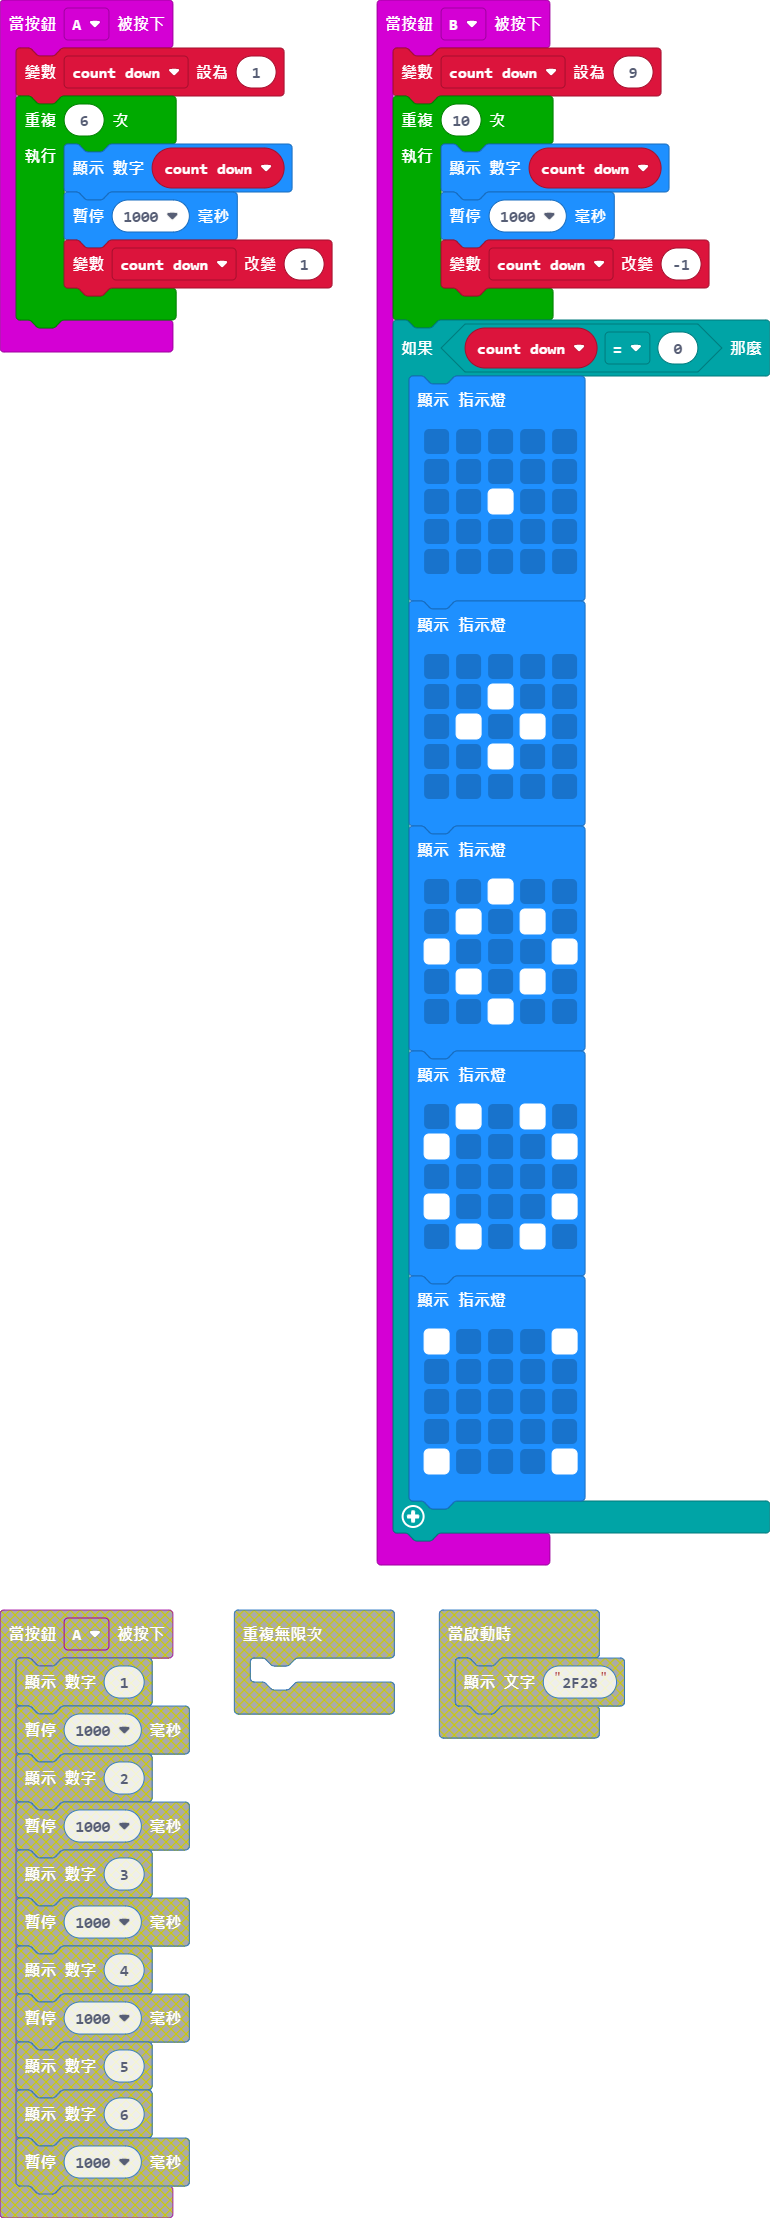 當按鈕 A 被按下
變數 count down 設為 1
重複 6 次
執行
顯示 數字 count down
暫停 1000 毫秒
變數 count down 改變 1
當按鈕 B 被按下
變數 count down 設為 9
重複 10 次
執行
顯示 數字 count down
暫停 1000 毫秒
變數 count down 改變 -1
如果 count down = 0 那麼
顯示 指示燈
顯示 指示燈
顯示 指示燈
顯示 指示燈
顯示 指示燈
當按鈕 A 被按下
顯示 數字 1
暫停 1000 毫秒
顯示 數字 2
暫停 1000 毫秒
顯示 數字 3
暫停 1000 毫秒
顯示 數字 4
暫停 1000 毫秒
顯示 數字 5
顯示 數字 6
暫停 1000 毫秒
重複無限次
當啟動時
顯示 文字 "2F28"